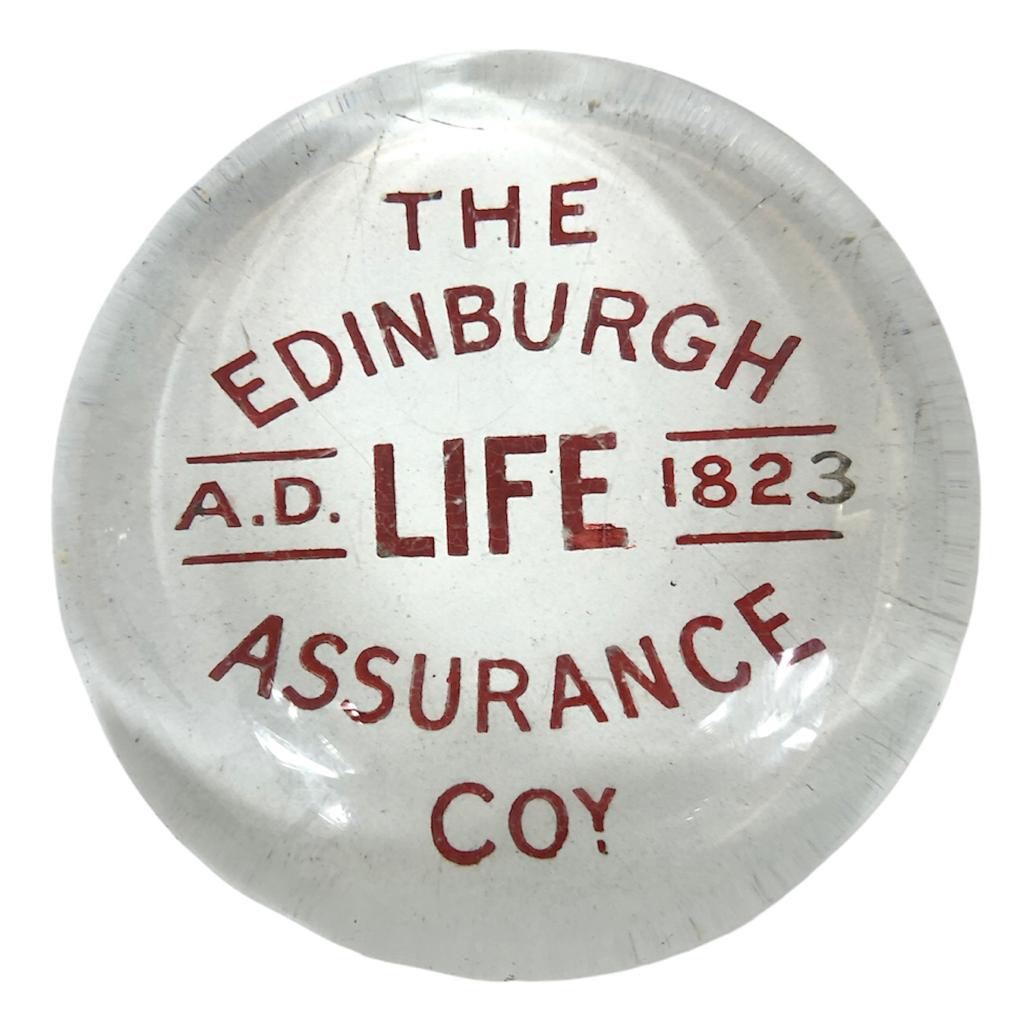 THE
EDINBURGH
A.D. LIFE 1823
ASSURANCE
COY